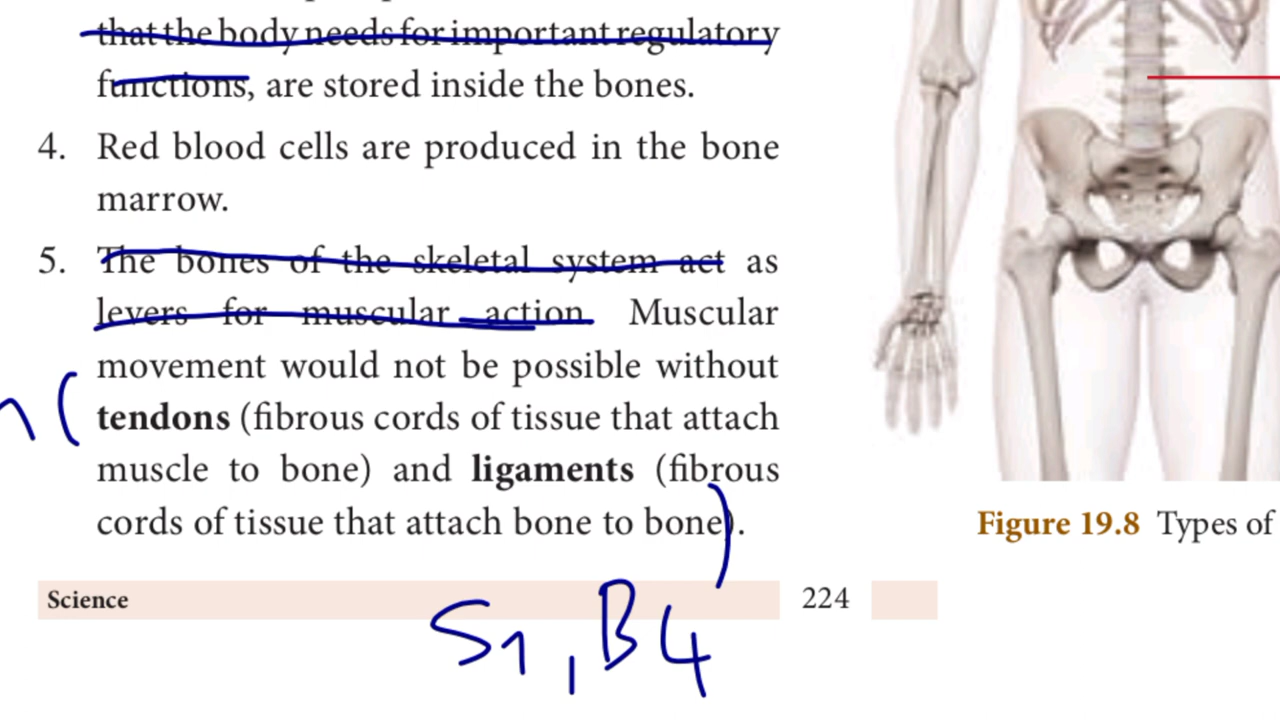 that the body needs for important regulatory
functions, are stored inside the bones.
4. Red blood cells are produced in the bone
marrow.
5. The bones of the skeletal system act as
levers for muscular action. Muscular
movement would not be possible without
tendons (fibrous cords of tissue that attach
muscle to bone) and ligaments (fibrous
cords of tissue that attach bone to bone).
Figure 19.8 Types of
Science 224
S1, B4